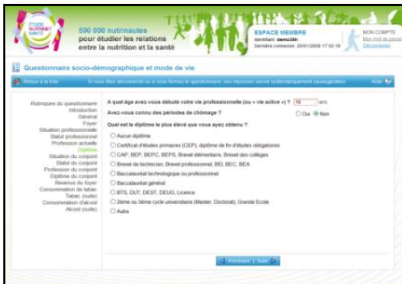 ÉTUDE
NUTRINET
SANTÉ
500 000 nutrinautes
pour étudier les relations
entre la nutrition et la santé
ESPACE MEMBRE
MON COMPTE
Questionnaire socio-démographique et mode de vie
Retour à la liste
Aide
Rubriques du questionnaire
Introduction
Général
Foyer
Situation professionnelle
Statut professionnel
Profession actuelle
Diplôme
Situation du conjoint
Statut du conjoint
Profession du conjoint
Diplôme du conjoint
Revenus du foyer
Consommation de tabac
Tabac (suite)
Consommation d'alcool
Alcool (suite)
A quel âge avez-vous débuté votre vie professionnelle (ou « vie active ») ? ans
Avez-vous connu des périodes de chômage ? Oui Non
Quel est le diplôme le plus élevé que vous ayez obtenu ?
Aucun diplôme
Certificat d'études primaires (CEP), diplôme de fin d'études obligatoires
CAP, BEP, BEPC, BEPS, Brevet élémentaire, Brevet des collèges
Brevet de technicien, Brevet professionnel, BEI, BEC, BEA
Baccalauréat technologique ou professionnel
Baccalauréat général
BTS, DUT, DEST, DEUG, Licence
2ème ou 3ème cycle universitaire (Master, Doctorat), Grande Ecole
Autre
Précédent | Suite